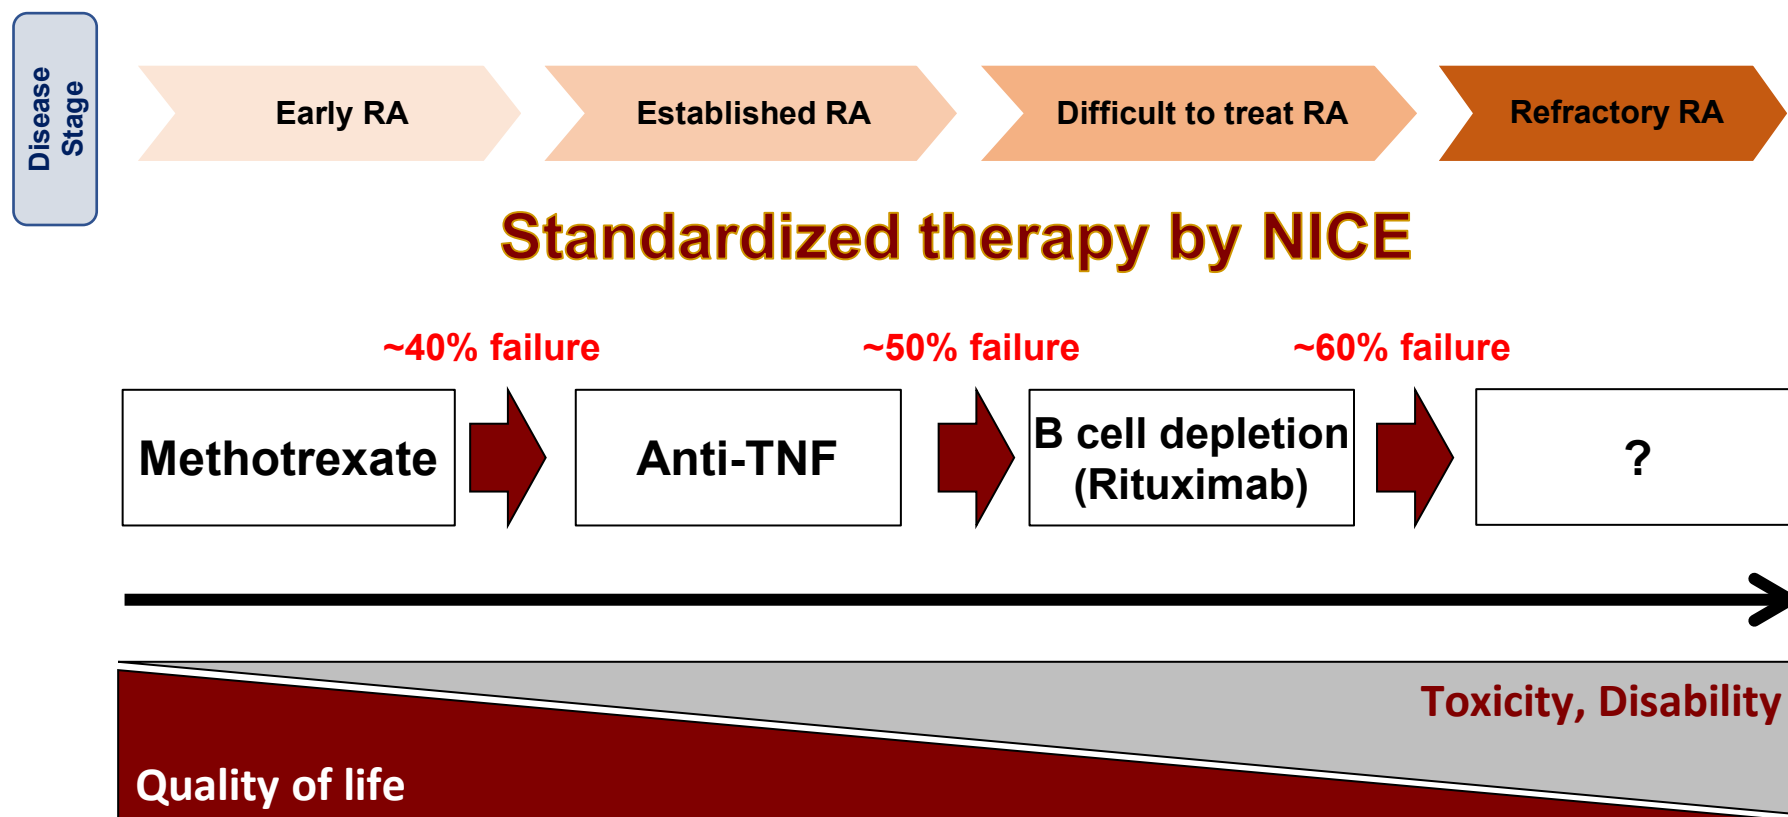 Disease
Stage
Early RA
Established RA
Difficult to treat RA
Refractory RA
Standardized therapy by NICE
~40% failure
~50% failure
~60% failure
Methotrexate
Anti-TNF
B cell depletion
(Rituximab)
?
Toxicity, Disability
Quality of life